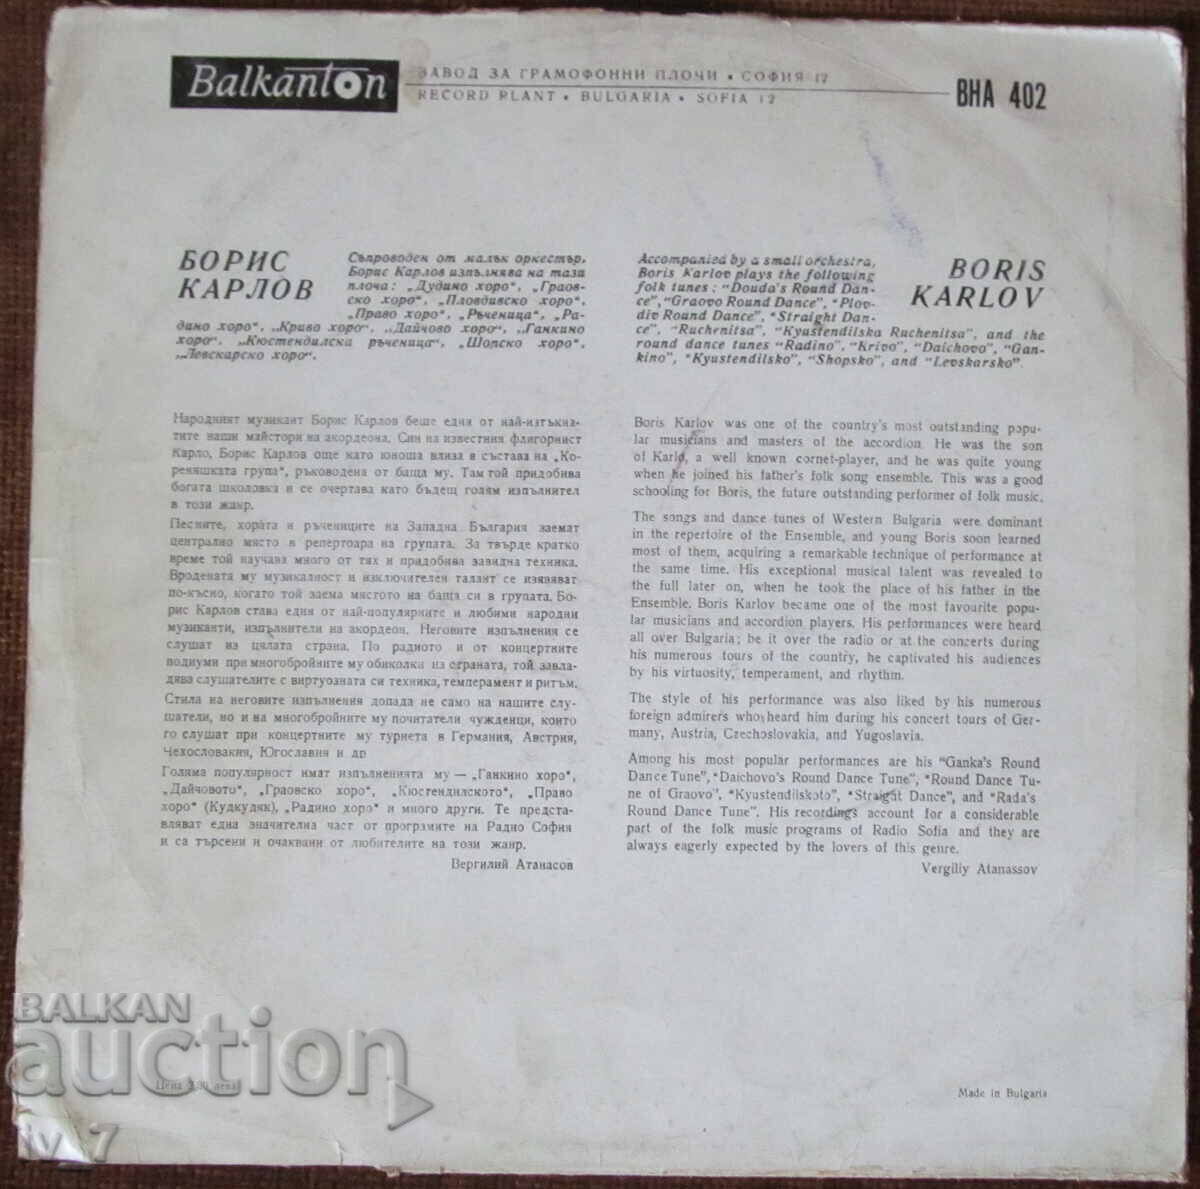 Balkanton
ЗАВОД ЗА ГРАМОФОННИ ПЛОЧИ • СОФИЯ 12
RECORD PLANT • BULGARIA • SOFIA 12
ВНА 402
БОРИС
КАРЛОВ
Съпроводен от малък оркестър,
Борис Карлов изпълнява на тази
плоча: „Дудино хоро“, „Граов-
ско хоро“, „Пловдивско хоро“,
„Право хоро“, „Ръченица“, „Ра-
дино хоро“, „Криво хоро“, „Дайчово хоро“, „Ганкино
хоро“, „Кюстендилска ръченица“, „Шопско хоро“,
„Левскарско хоро“.
Народният музикант Борис Карлов беше един от най-изтъкна-
тите наши майстори на акордеона. Син на известния флигорнист
Карло, Борис Карлов още като юноша влиза в състава на „Ко-
реняшката група“, ръководена от баща му. Там той придобива
богата школовка и се очертава като бъдещ голям изпълнител
в този жанр.
Песните, хората и ръчениците на Западна България заемат
централно място в репертоара на групата. За твърде кратко
време той научава много от тях и придобива завидна техника.
Вродената му музикалност и изключителен талант се изявяват
по-късно, когато той заема мястото на баща си в групата. Бо-
рис Карлов става един от най-популярните и любими народни
музиканти, изпълнители на акордеон. Неговите изпълнения се
слушат из цялата страна. По радиото и от концертните
подиуми при многобройните му обиколки из страната, той завла-
дява слушателите с виртуозната си техника, темперамент и ритъм.
Стила на неговите изпълнения допада не само на нашите слу-
шатели, но и на многобройните му почитатели чужденци, които
го слушат при концертните му турнета в Германия, Австрия,
Чехословакия, Югославия и др
Голяма популярност имат изпълненията му — „Ганкино хоро“,
„Дайчовото“, „Граовско хоро“, „Кюстендилското“, „Право
хоро“ (Кудкудяк), „Радино хоро“ и много други. Те предста-
вляват една значителна част от програмите на Радио София
и са търсени и очаквани от любителите на този жанр.
Вергилий Атанасов
Цена 2,80 лева
Accompanied by a small orchestra,
Boris Karlov plays the following
folk tunes : "Douda's Round Dan-
ce", "Graovo Round Dance", "Plov-
div Round Dance", "Straight Dan-
ce", "Ruchenitsa", "Kyustendilska Ruchenitsa", and the
round dance tunes "Radino", "Krivo", "Daichovo", "Gan-
kino", "Kyustendilsko", "Shopsko", and "Levskarsko".
BORIS
KARLOV
Boris Karlov was one of the country's most outstanding popu-
lar musicians and masters of the accordion. He was the son
of Karlo, a well known cornet-player, and he was quite young
when he joined his father's folk song ensemble. This was a good
schooling for Boris, the future outstanding performer of folk music.
The songs and dance tunes of Western Bulgaria were dominant
in the repertoire of the Ensemble, and young Boris soon learned
most of them, acquiring a remarkable technique of performance at
the same time. His exceptional musical talent was revealed to
the full later on, when he took the place of his father in the
Ensemble. Boris Karlov became one of the most favourite popu-
lar musicians and accordion players. His performances were heard
all over Bulgaria; be it over the radio or at the concerts during
his numerous tours of the country, he captivated his audiences
by his virtuosity, temperament, and rhythm.
The style of his performance was also liked by his numerous
foreign admirers who heard him during his concert tours of Ger-
many, Austria, Czechoslovakia, and Yugoslavia.
Among his most popular performances are his "Ganka's Round
Dance Tune", "Daichovo's Round Dance Tune", "Round Dance Tu-
ne of Graovo", "Kyustendilskoto", "Straight Dance", and "Rada's
Round Dance Tune". His recordings account for a considerable
part of the folk music programs of Radio Sofia and they are
always eagerly expected by the lovers of this genre.
Vergiliy Atanassov
Made in Bulgaria
BALKAN
auction
iv 7